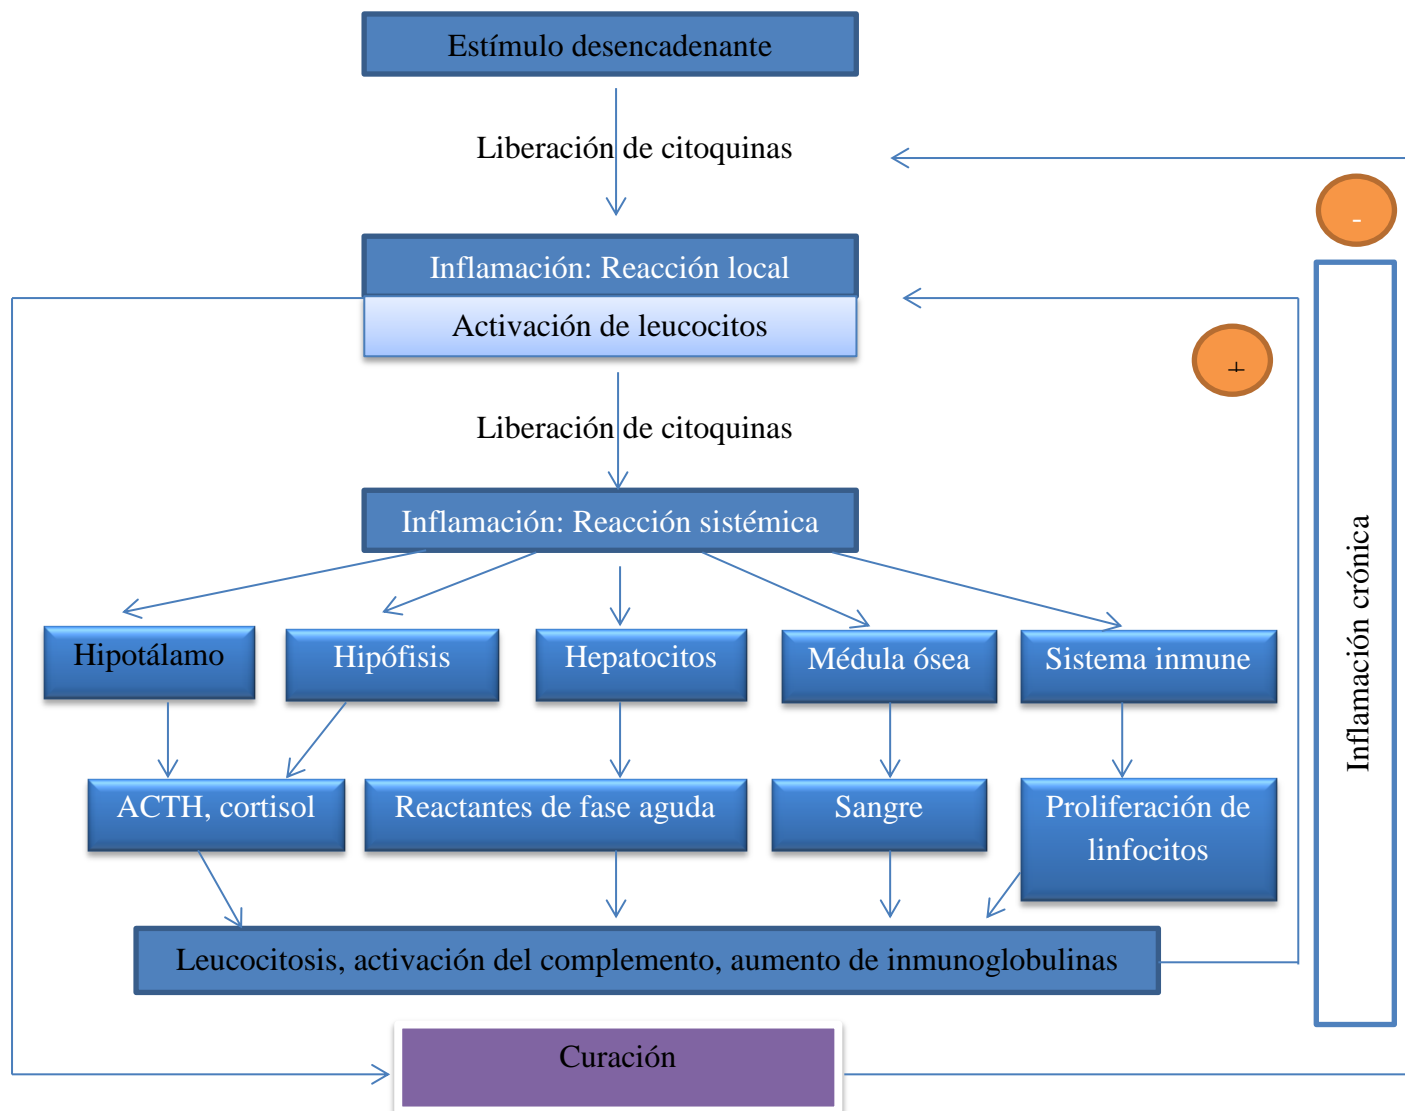 Estímulo desencadenante
Liberación de citoquinas
-
Inflamación: Reacción local
Activación de leucocitos
+
Liberación de citoquinas
Inflamación: Reacción sistémica
Inflamación crónica
Hipotálamo
Hipófisis
Hepatocitos
Médula ósea
Sistema inmune
ACTH, cortisol
Reactantes de fase aguda
Sangre
Proliferación de
linfocitos
Leucocitosis, activación del complemento, aumento de inmunoglobulinas
Curación